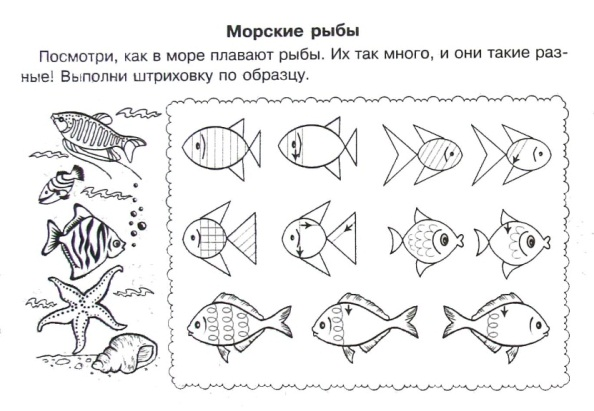 Морские рыбы
Посмотри, как в море плавают рыбы. Их так много, и они такие раз-
ные! Выполни штриховку по образцу.